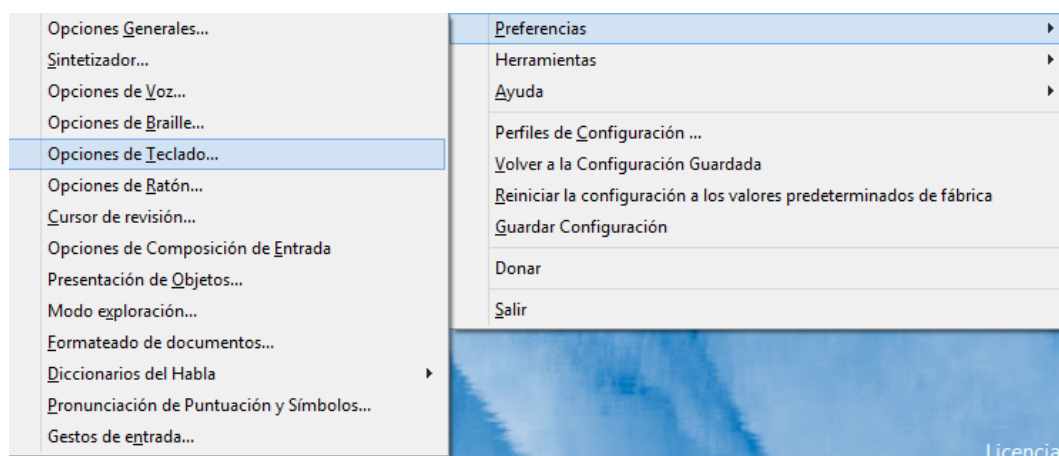 Opciones Generales...
Sintetizador...
Opciones de Voz...
Opciones de Braille...
Opciones de Teclado...
Opciones de Ratón...
Cursor de revisión...
Opciones de Composición de Entrada
Presentación de Objetos...
Modo exploración...
Formateado de documentos...
Diccionarios del Habla
Pronunciación de Puntuación y Símbolos...
Gestos de entrada...
Preferencias
Herramientas
Ayuda
Perfiles de Configuración ...
Volver a la Configuración Guardada
Reiniciar la configuración a los valores predeterminados de fábrica
Guardar Configuración
Donar
Salir
Licencia